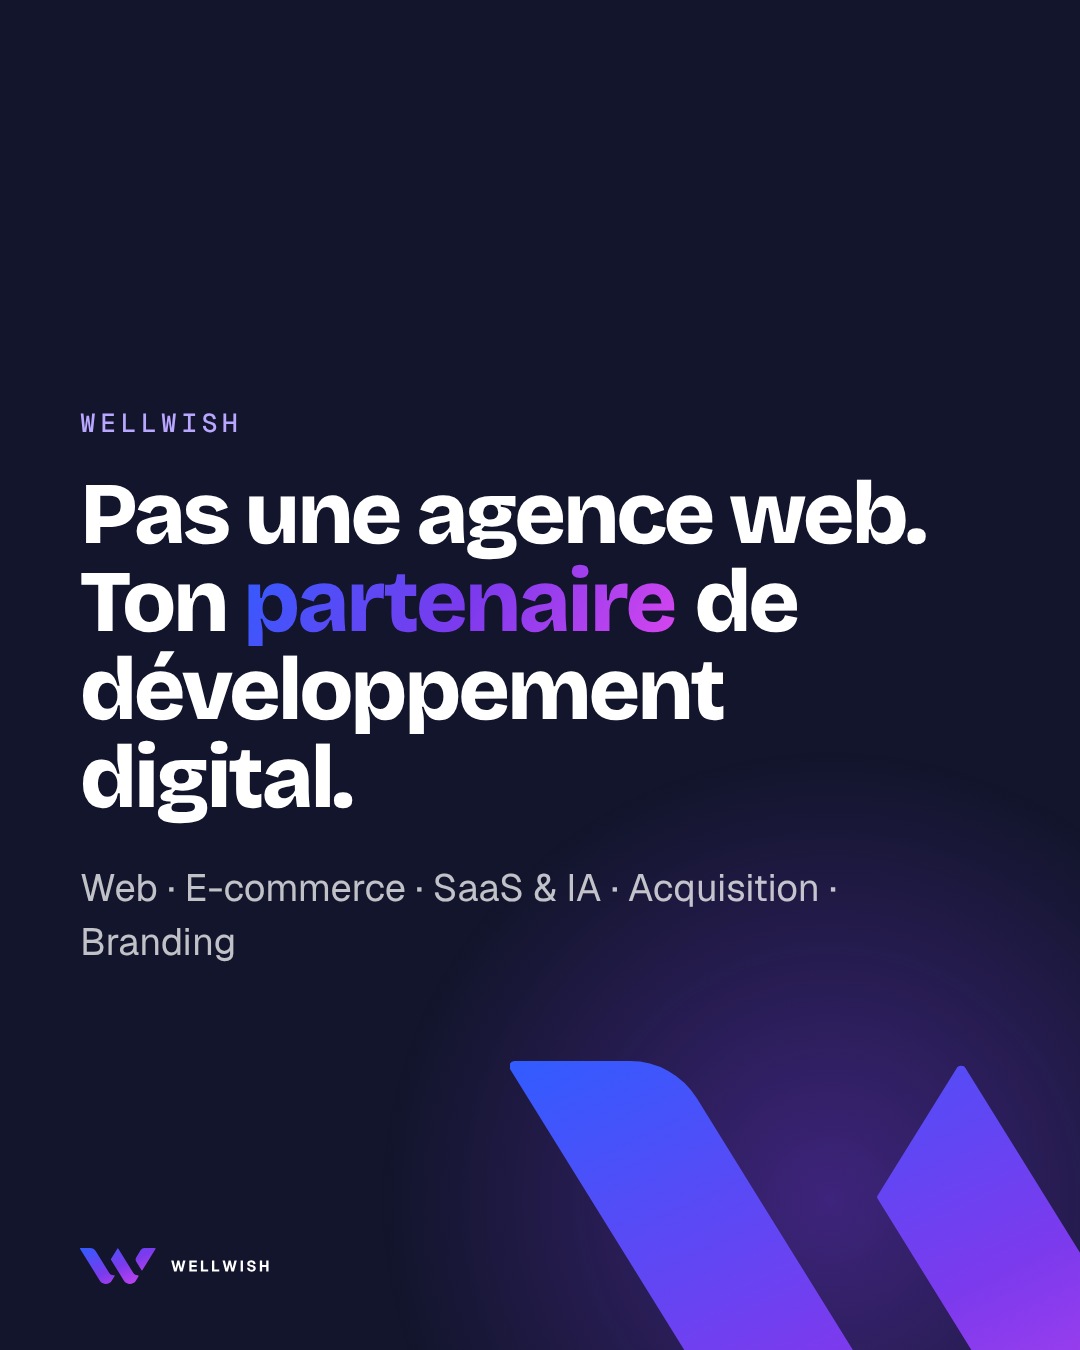 WELLWISH
Pas une agence web.
Ton partenaire de
développement
digital.
Web · E-commerce · SaaS & IA · Acquisition ·
Branding
WELLWISH